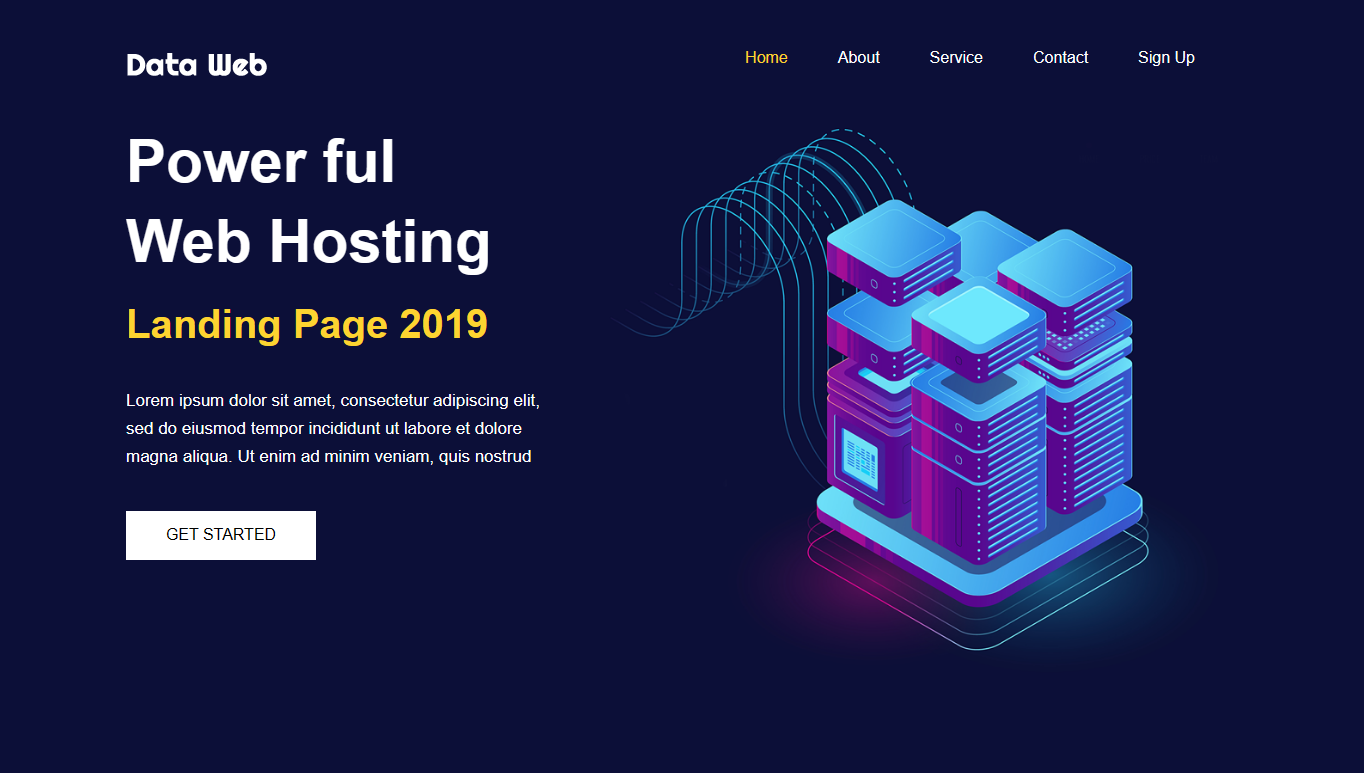 Data Web
Home About Service Contact Sign Up
Power ful
Web Hosting
Landing Page 2019
Lorem ipsum dolor sit amet, consectetur adipiscing elit,
sed do eiusmod tempor incididunt ut labore et dolore
magna aliqua. Ut enim ad minim veniam, quis nostrud
GET STARTED